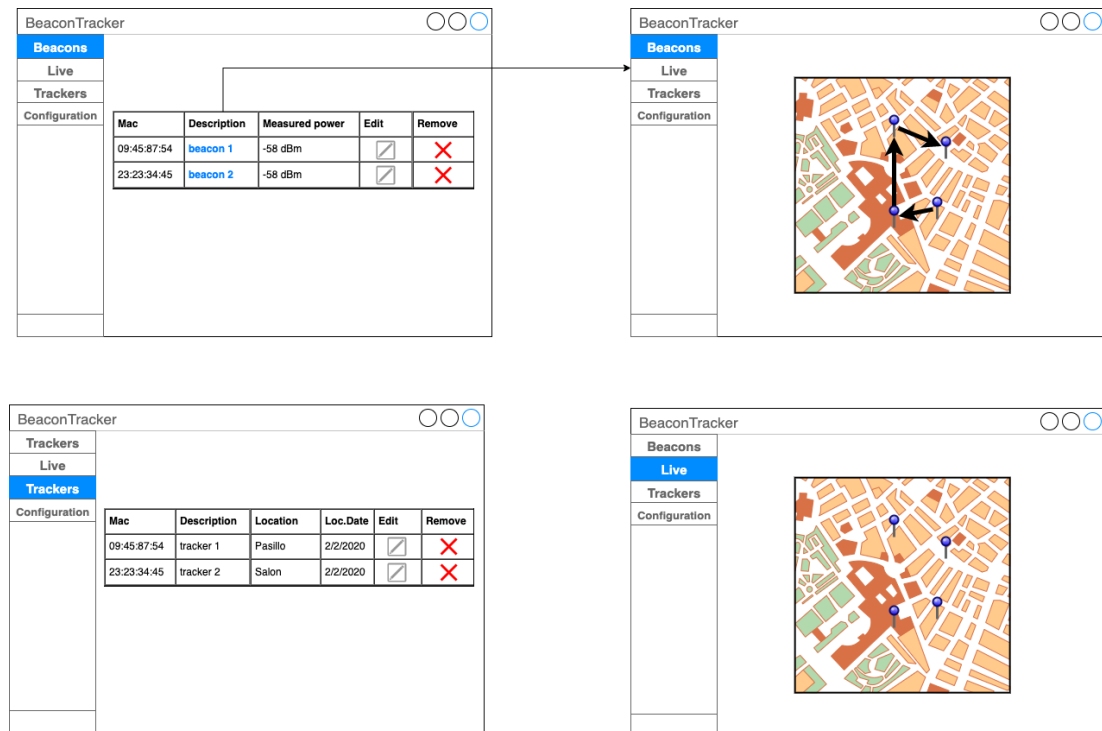 BeaconTracker
Beacons
Live
Trackers
Configuration
Mac Description Measured power Edit Remove
09:45:87:54 beacon 1 -58 dBm
23:23:34:45 beacon 2 -58 dBm
BeaconTracker
Beacons
Live
Trackers
Configuration
BeaconTracker
Trackers
Live
Trackers
Configuration
Mac Description Location Loc.Date Edit Remove
09:45:87:54 tracker 1 Pasillo 2/2/2020
23:23:34:45 tracker 2 Salon 2/2/2020
BeaconTracker
Beacons
Live
Trackers
Configuration